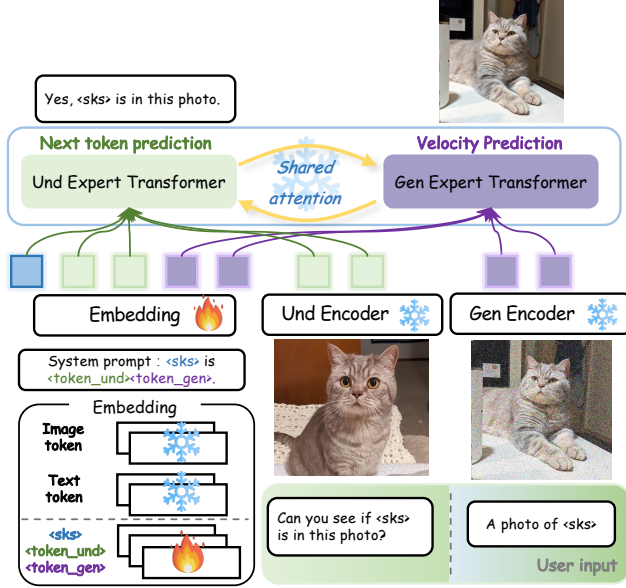 Yes, <sks> is in this photo.
Next token prediction
Velocity Prediction
Und Expert Transformer
Shared
attention
Gen Expert Transformer
Embedding
Und Encoder
Gen Encoder
System prompt : <sks> is
<token_und><token_gen>.
Embedding
Image
token
Text
token
<sks>
<token_und>
<token_gen>
Can you see if <sks>
is in this photo?
A photo of <sks>
User input